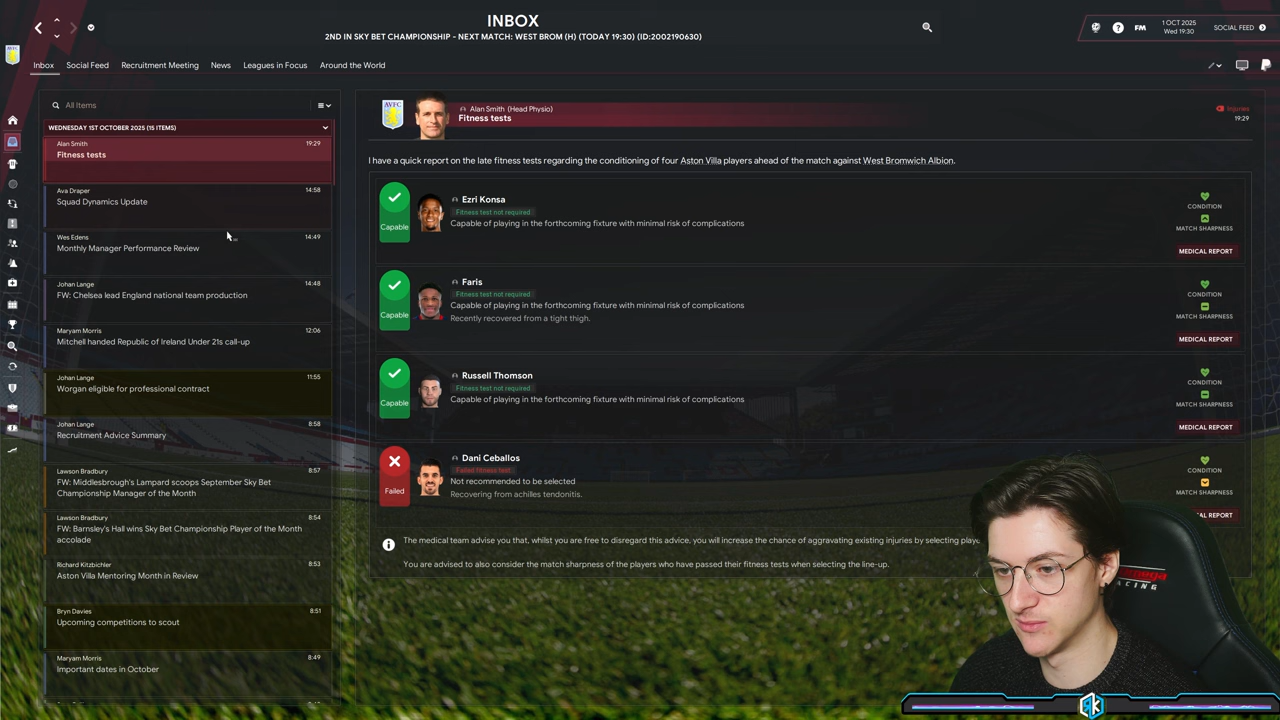 INBOX
2ND IN SKY BET CHAMPIONSHIP - NEXT MATCH: WEST BROM (H) (TODAY 19:30) (ID:2002190630)
FM
1 OCT 2025
Wed 19:30
SOCIAL FEED
Inbox
Social Feed
Recruitment Meeting
News
Leagues in Focus
Around the World
All Items
WEDNESDAY 1ST OCTOBER 2025 (15 ITEMS)
Alan Smith 19:29
Fitness tests
Ava Draper 14:58
Squad Dynamics Update
Wes Edens 14:49
Monthly Manager Performance Review
Johan Lange 14:48
FW: Chelsea lead England national team production
Maryam Morris 12:06
Mitchell handed Republic of Ireland Under 21s call-up
Johan Lange 11:55
Worgan eligible for professional contract
Johan Lange 8:58
Recruitment Advice Summary
Lawson Bradbury 8:57
FW: Middlesbrough's Lampard scoops September Sky Bet
Championship Manager of the Month
Lawson Bradbury 8:54
FW: Barnsley's Hall wins Sky Bet Championship Player of the Month
accolade
Richard Kitzbichler 8:53
Aston Villa Mentoring Month in Review
Bryn Davies 8:51
Upcoming competitions to scout
Maryam Morris 8:49
Important dates in October
AVFC
Alan Smith (Head Physio)
Fitness tests
Injuries
19:29
I have a quick report on the late fitness tests regarding the conditioning of four Aston Villa players ahead of the match against West Bromwich Albion.
Capable
Ezri Konsa
Fitness test not required
Capable of playing in the forthcoming fixture with minimal risk of complications
CONDITION
MATCH SHARPNESS
MEDICAL REPORT
Capable
Faris
Fitness test not required
Capable of playing in the forthcoming fixture with minimal risk of complications
Recently recovered from a tight thigh.
CONDITION
MATCH SHARPNESS
MEDICAL REPORT
Capable
Russell Thomson
Fitness test not required
Capable of playing in the forthcoming fixture with minimal risk of complications
CONDITION
MATCH SHARPNESS
MEDICAL REPORT
Failed
Dani Ceballos
Failed fitness test
Not recommended to be selected
Recovering from achilles tendonitis.
CONDITION
MATCH SHARPNESS
REPORT
The medical team advise you that, whilst you are free to disregard this advice, you will increase the chance of aggravating existing injuries by selecting
You are advised to also consider the match sharpness of the players who have passed their fitness tests when selecting the line-up.
RACING